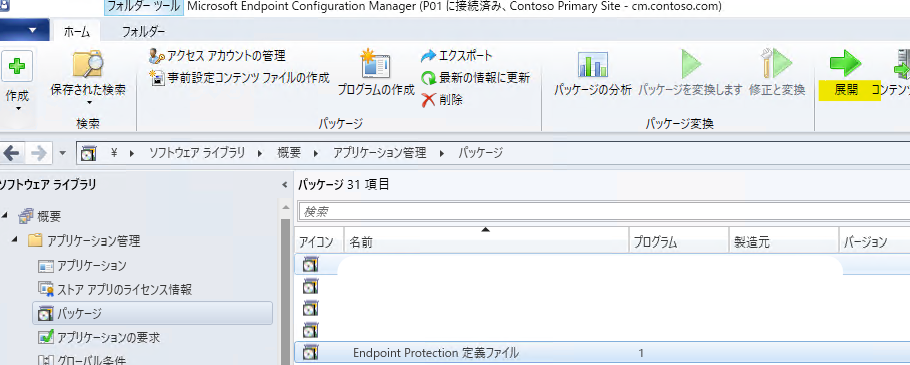 フォルダー ツール Microsoft Endpoint Configuration Manager (P01 に接続済み、Contoso Primary Site - cm.contoso.com)
ホーム フォルダー
作成
保存された検索
検索
アクセス アカウントの管理
事前設定コンテンツ ファイルの作成
プログラムの作成
エクスポート
最新の情報に更新
削除
パッケージ
パッケージの分析
パッケージを変換します
修正と変換
パッケージ変換
展開
コンテンツ
¥ ソフトウェア ライブラリ 概要 アプリケーション管理 パッケージ
ソフトウェア ライブラリ
概要
アプリケーション管理
アプリケーション
ストア アプリのライセンス情報
パッケージ
アプリケーションの要求
グローバル条件
パッケージ 31 項目
検索
アイコン 名前 プログラム 製造元 バージョン
Endpoint Protection 定義ファイル 1